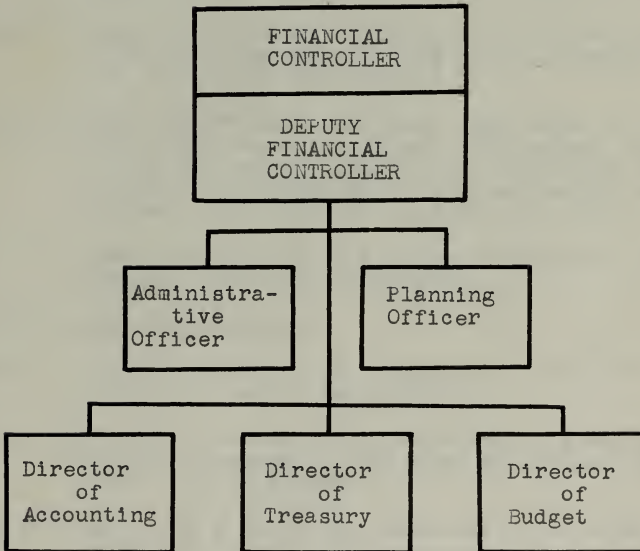 FINANCIAL
CONTROLLER
DEPUTY
FINANCIAL
CONTROLLER
Administra-
tive
Officer
Planning
Officer
Director
of
Accounting
Director
of
Treasury
Director
of
Budget